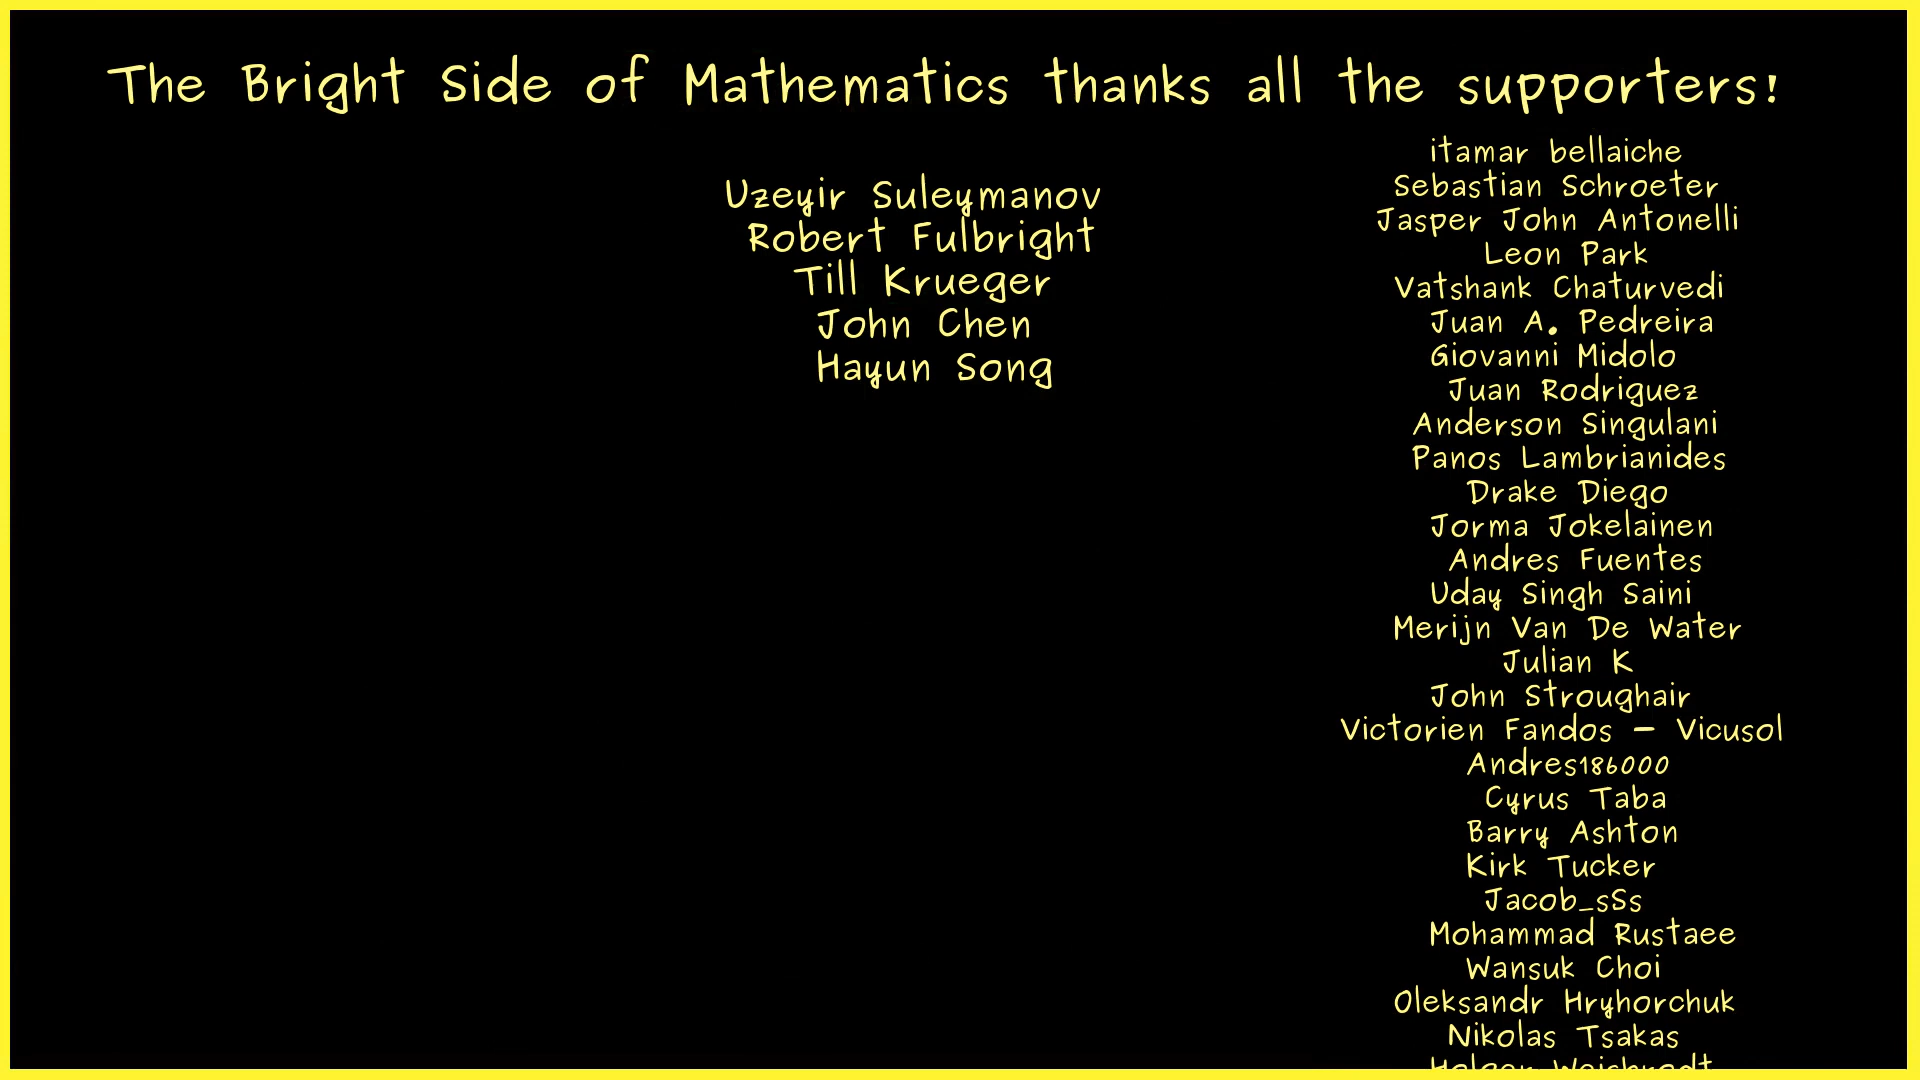 The Bright Side of Mathematics thanks all the supporters!
Uzeyir Suleymanov
Robert Fulbright
Till Krueger
John Chen
Hayun Song
itamar bellaiche
Sebastian Schroeter
Jasper John Antonelli
Leon Park
Vatshank Chaturvedi
Juan A. Pedreira
Giovanni Midolo
Juan Rodriguez
Anderson Singulani
Panos Lambrianides
Drake Diego
Jorma Jokelainen
Andres Fuentes
Uday Singh Saini
Merijn Van De Water
Julian K
John Stroughair
Victorien Fandos - Vicusol
Andres186000
Cyrus Taba
Barry Ashton
Kirk Tucker
Jacob_sSs
Mohammad Rustaee
Wansuk Choi
Oleksandr Hryhorchuk
Nikolas Tsakas